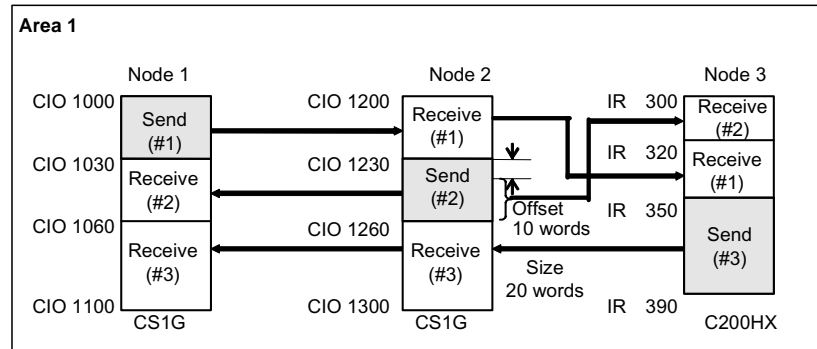 Area 1
Node 1
Node 2
Node 3
CIO 1000
CIO 1030
CIO 1060
CIO 1100
Send
(#1)
Receive
(#2)
Receive
(#3)
CS1G
CIO 1200
CIO 1230
CIO 1260
CIO 1300
Receive
(#1)
Send
(#2)
Receive
(#3)
CS1G
Offset
10 words
Size
20 words
IR 300
IR 320
IR 350
IR 390
Receive
(#2)
Receive
(#1)
Send
(#3)
C200HX